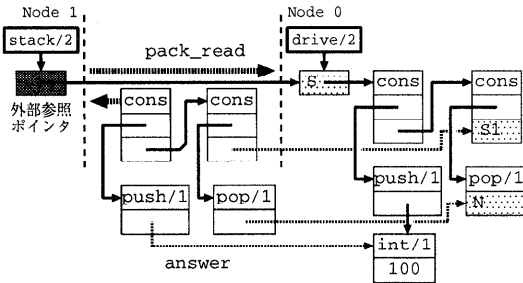 Node 1
Node 0
stack/2
drive/2
pack_read
S
cons
cons
cons
cons
外部参照
ポインタ
S1
push/1
pop/1
push/1
pop/1
N
int/1
100
answer